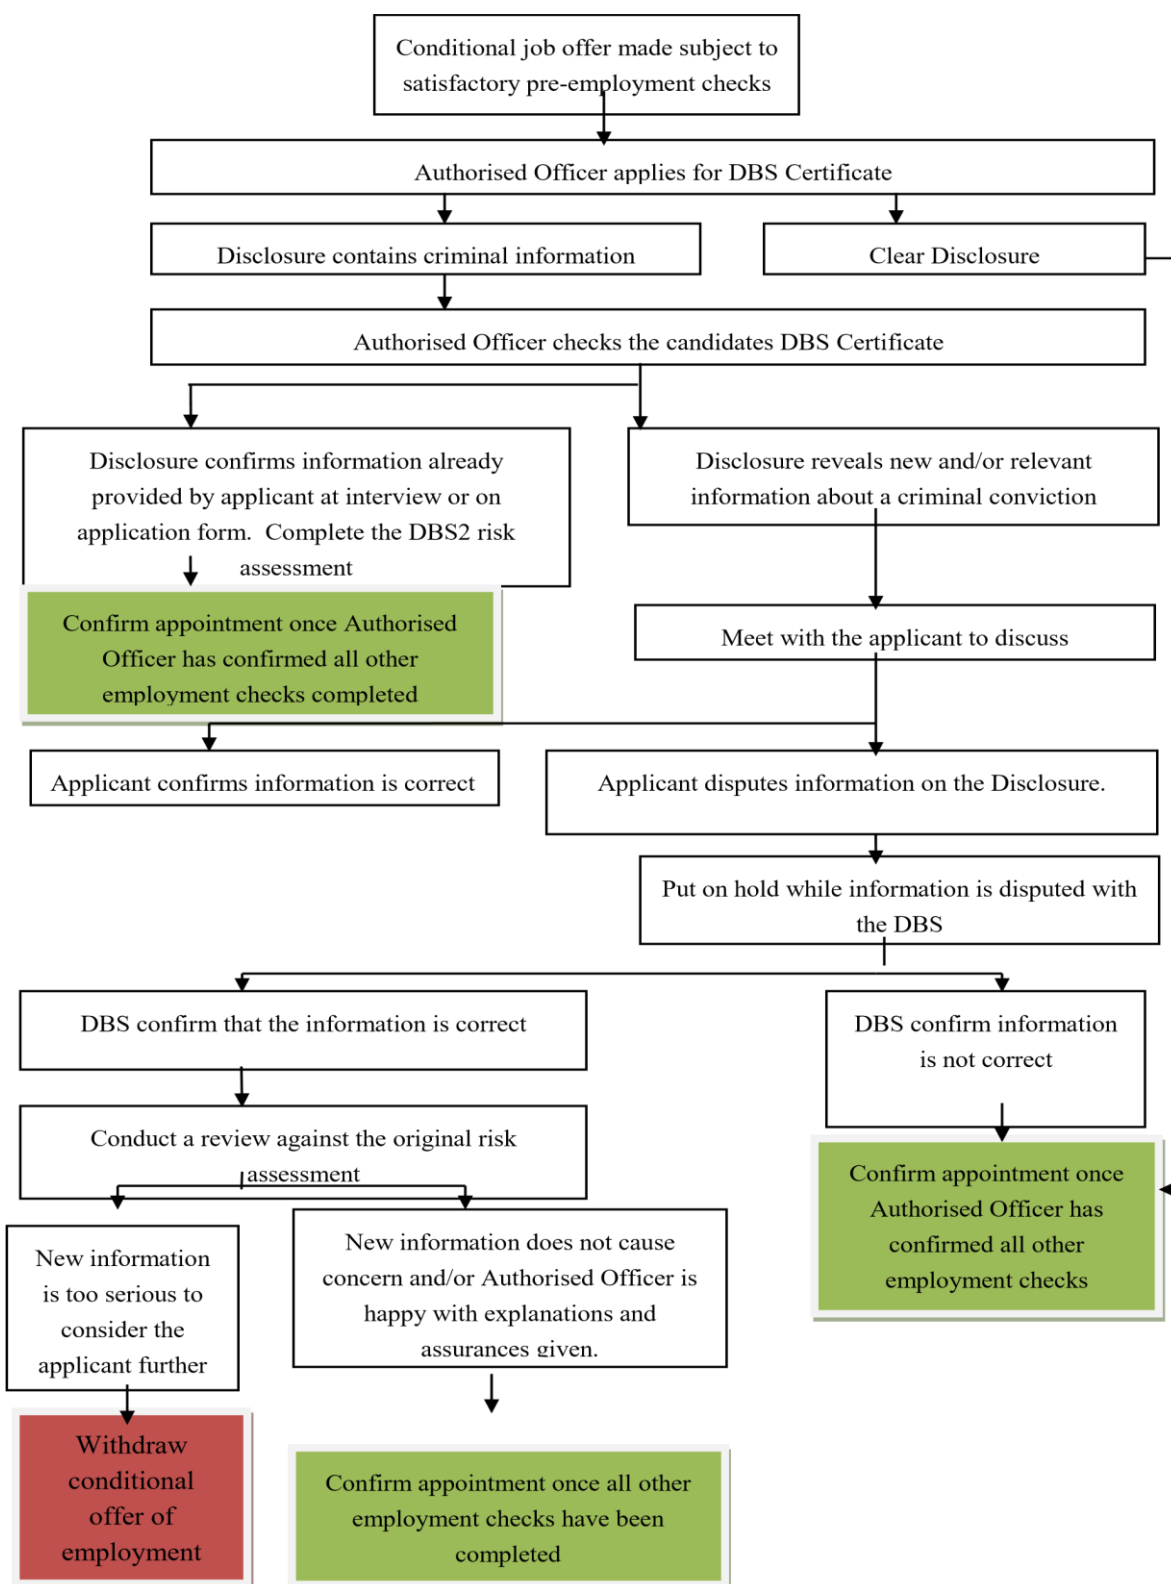 Conditional job offer made subject to
satisfactory pre-employment checks
Authorised Officer applies for DBS Certificate
Disclosure contains criminal information
Clear Disclosure
Authorised Officer checks the candidates DBS Certificate
Disclosure confirms information already
provided by applicant at interview or on
application form.  Complete the DBS2 risk
assessment
Disclosure reveals new and/or relevant
information about a criminal conviction
Confirm appointment once Authorised
Officer has confirmed all other
employment checks completed
Meet with the applicant to discuss
Applicant confirms information is correct
Applicant disputes information on the Disclosure.
Put on hold while information is disputed with
the DBS
DBS confirm that the information is correct
DBS confirm information
is not correct
Conduct a review against the original risk
assessment
Confirm appointment once
Authorised Officer has
confirmed all other
employment checks
New information
is too serious to
consider the
applicant further
New information does not cause
concern and/or Authorised Officer is
happy with explanations and
assurances given.
Withdraw
conditional
offer of
employment
Confirm appointment once all other
employment checks have been
completed